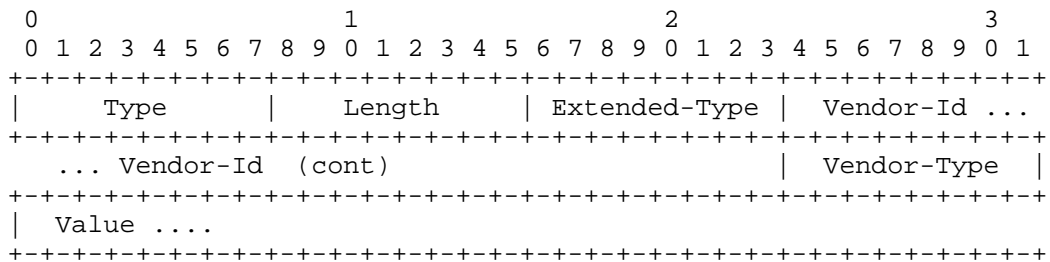 0                   1                   2                   3
 0 1 2 3 4 5 6 7 8 9 0 1 2 3 4 5 6 7 8 9 0 1 2 3 4 5 6 7 8 9 0 1
+-+-+-+-+-+-+-+-+-+-+-+-+-+-+-+-+-+-+-+-+-+-+-+-+-+-+-+-+-+-+-+-+
|     Type      |    Length     | Extended-Type |  Vendor-Id ...
+-+-+-+-+-+-+-+-+-+-+-+-+-+-+-+-+-+-+-+-+-+-+-+-+-+-+-+-+-+-+-+-+
   ... Vendor-Id  (cont)                        |  Vendor-Type  |
+-+-+-+-+-+-+-+-+-+-+-+-+-+-+-+-+-+-+-+-+-+-+-+-+-+-+-+-+-+-+-+-+
|  Value ....
+-+-+-+-+-+-+-+-+-+-+-+-+-+-+-+-+-+-+-+-+-+-+-+-+-+-+-+-+-+-+-+-+